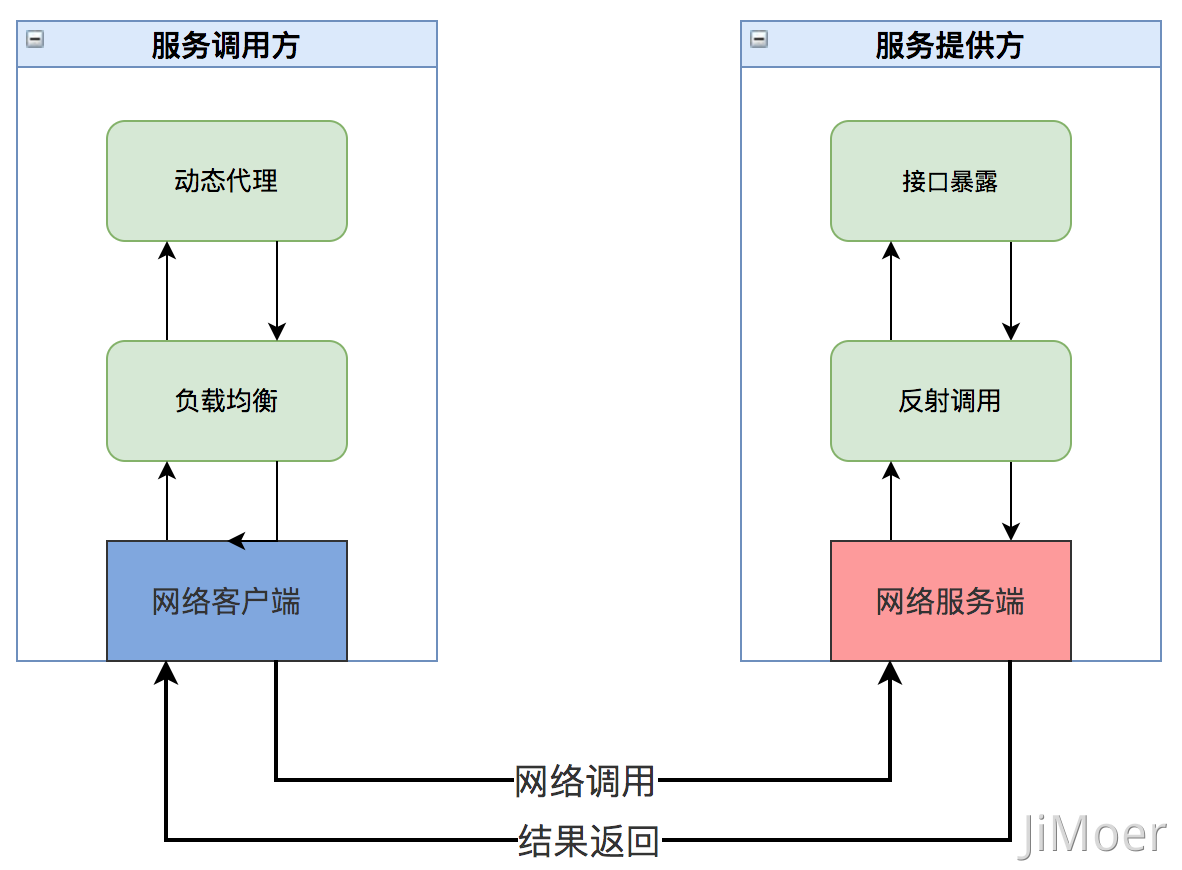 服务调用方
动态代理
负载均衡
网络客户端
服务提供方
接口暴露
反射调用
网络服务端
网络调用
结果返回
JiMoer